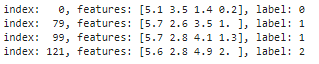 index:   0, features: [5.1 3.5 1.4 0.2], label: 0
index:  79, features: [5.7 2.6 3.5 1. ], label: 1
index:  99, features: [5.7 2.8 4.1 1.3], label: 1
index: 121, features: [5.6 2.8 4.9 2. ], label: 2